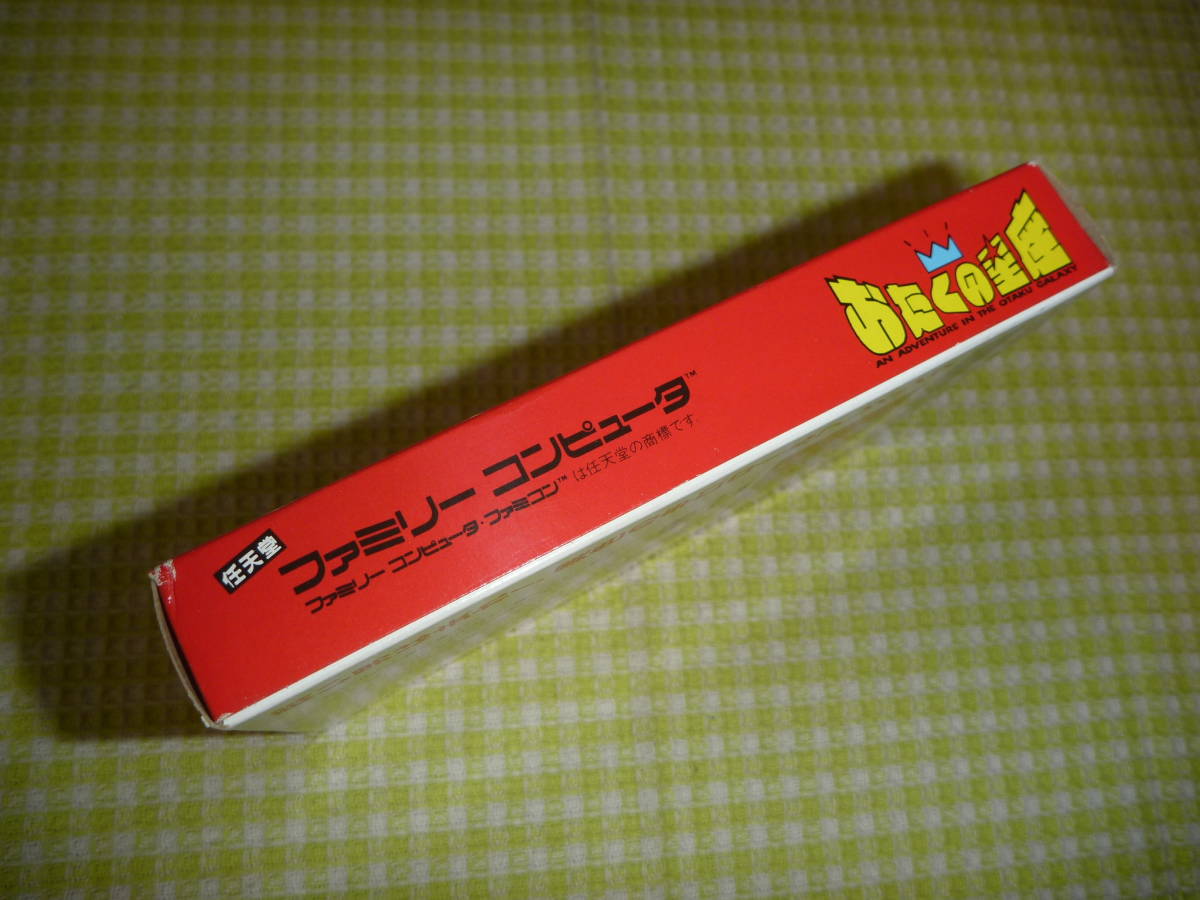 任天堂
ファミリー コンピュータ™
ファミリー コンピュータ・ファミコン™は任天堂の商標です
おたくの星座
AN ADVENTURE IN THE OTAKU GALAXY